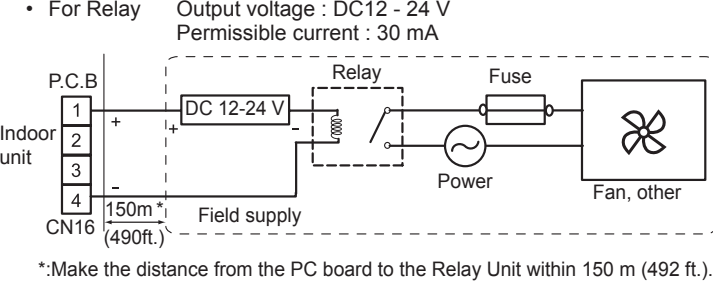 • For Relay Output voltage : DC12 - 24 V
Permissible current : 30 mA
P.C.B
Relay
Fuse
1
DC 12-24 V
+
+
-
Indoor
unit
2
3
4
-
Power
Fan, other
150m *
Field supply
CN16
(490ft.)
*:Make the distance from the PC board to the Relay Unit within 150 m (492 ft.).